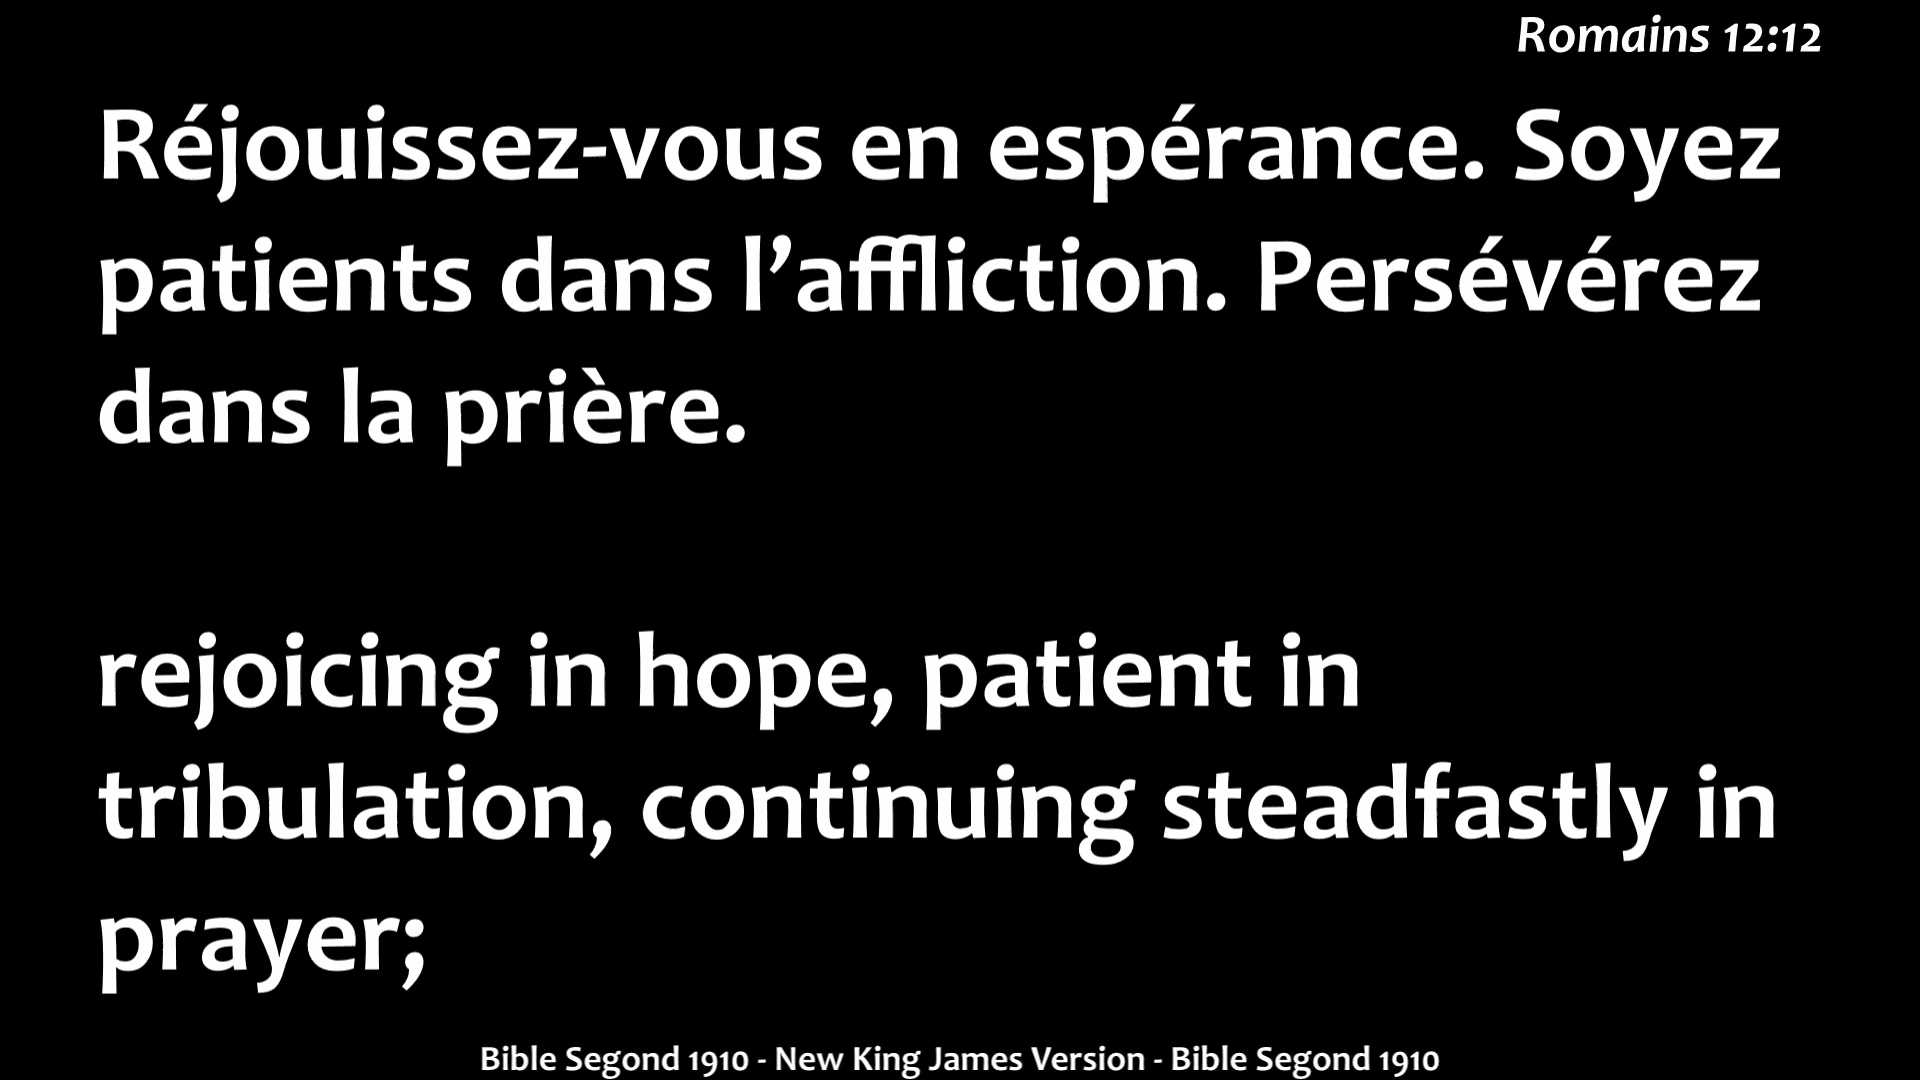 Romains 12:12
Réjouissez-vous en espérance. Soyez
patients dans l’affliction. Persévérez
dans la prière.
rejoicing in hope, patient in
tribulation, continuing steadfastly in
prayer;
Bible Segond 1910 - New King James Version - Bible Segond 1910